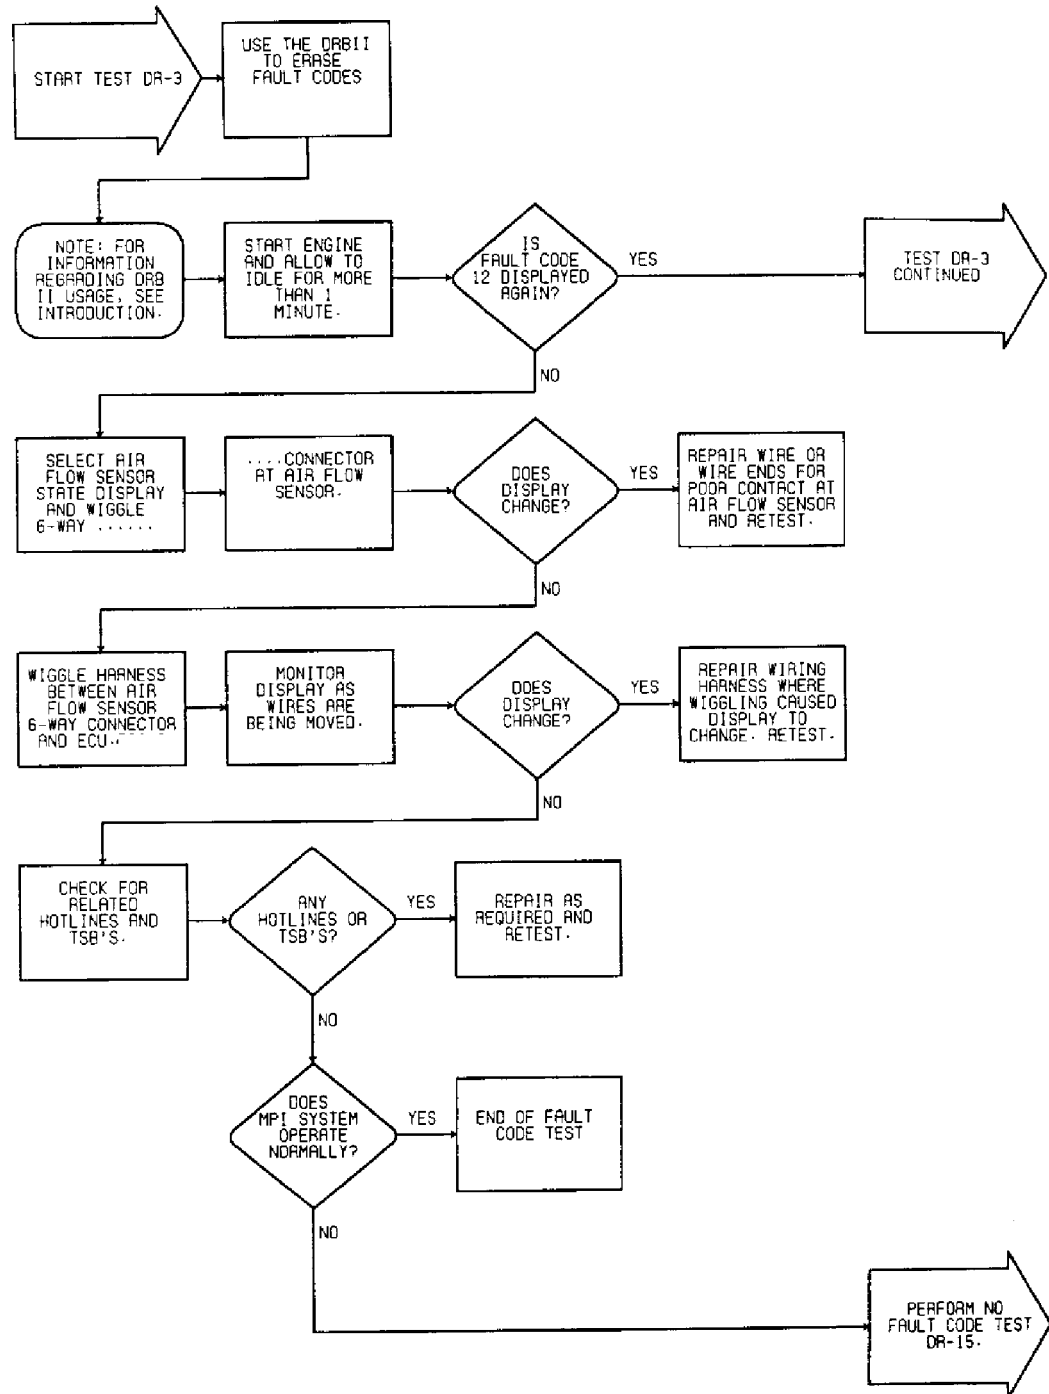 START TEST DR-3
USE THE DRBII
TO ERASE
FAULT CODES
NOTE: FOR
INFORMATION
REGARDING DRB
II USAGE, SEE
INTRODUCTION.
START ENGINE
AND ALLOW TO
IDLE FOR MORE
THAN 1
MINUTE.
IS
FAULT CODE
12 DISPLAYED
AGAIN?
YES
TEST DR-3
CONTINUED
NO
SELECT AIR
FLOW SENSOR
STATE DISPLAY
AND WIGGLE
6-WAY ......
....CONNECTOR
AT AIR FLOW
SENSOR.
DOES
DISPLAY
CHANGE?
YES
REPAIR WIRE OR
WIRE ENDS FOR
POOR CONTACT AT
AIR FLOW SENSOR
AND RETEST.
NO
WIGGLE HARNESS
BETWEEN AIR
FLOW SENSOR
6-WAY CONNECTOR
AND ECU.
MONITOR
DISPLAY AS
WIRES ARE
BEING MOVED.
DOES
DISPLAY
CHANGE?
YES
REPAIR WIRING
HARNESS WHERE
WIGGLING CAUSED
DISPLAY TO
CHANGE. RETEST.
NO
CHECK FOR
RELATED
HOTLINES AND
TSB'S.
ANY
HOTLINES OR
TSB'S?
YES
REPAIR AS
REQUIRED AND
RETEST.
NO
DOES
MPI SYSTEM
OPERATE
NORMALLY?
YES
END OF FAULT
CODE TEST
NO
PERFORM NO
FAULT CODE TEST
DR-15.